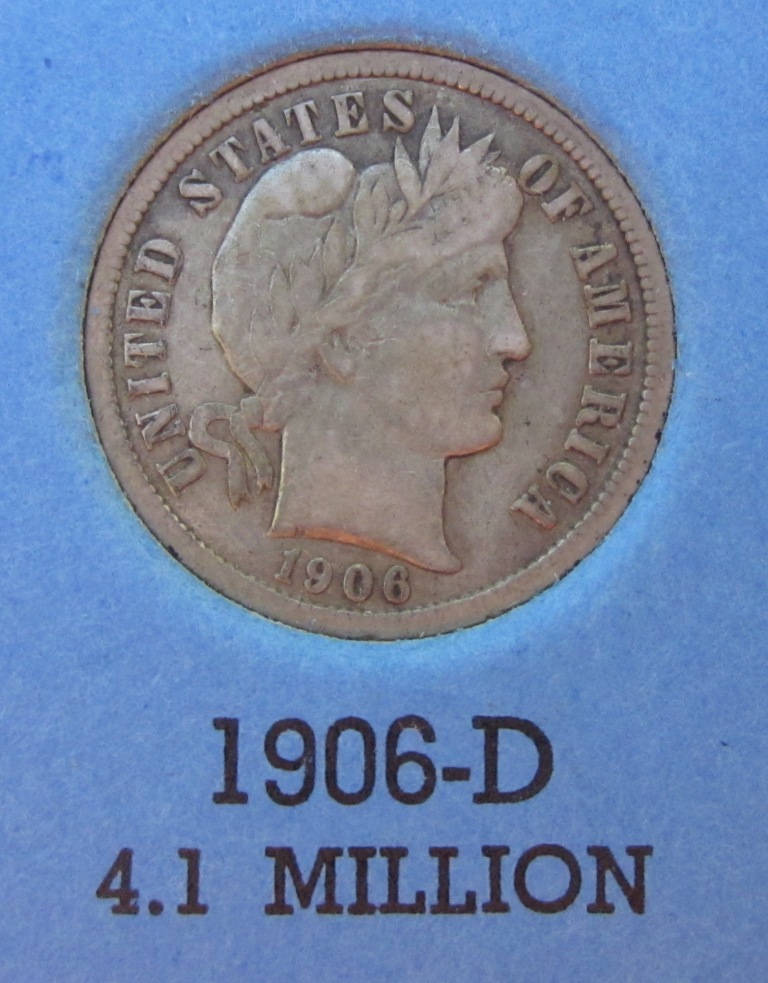 UNITED STATES OF AMERICA
1906
1906-D
4.1 MILLION